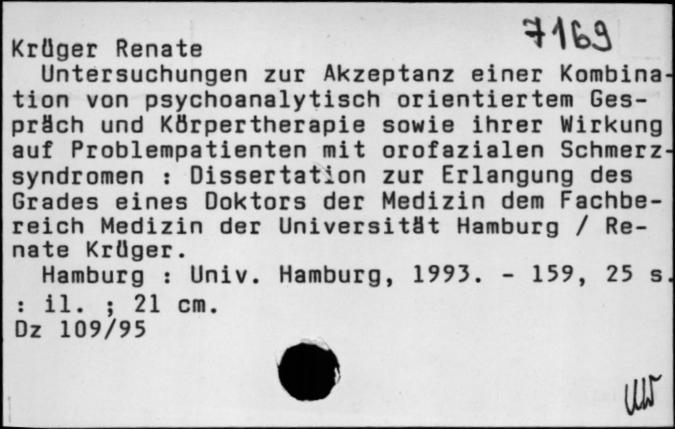 7169
Krüger Renate
Untersuchungen zur Akzeptanz einer Kombina-
tion von psychoanalytisch orientiertem Ges-
präch und Körpertherapie sowie ihrer Wirkung
auf Problempatienten mit orofazialen Schmerz-
syndromen : Dissertation zur Erlangung des
Grades eines Doktors der Medizin dem Fachbe-
reich Medizin der Universität Hamburg / Re-
nate Krüger.
Hamburg : Univ. Hamburg, 1993. - 159, 25 s.
: il. ; 21 cm.
Dz 109/95